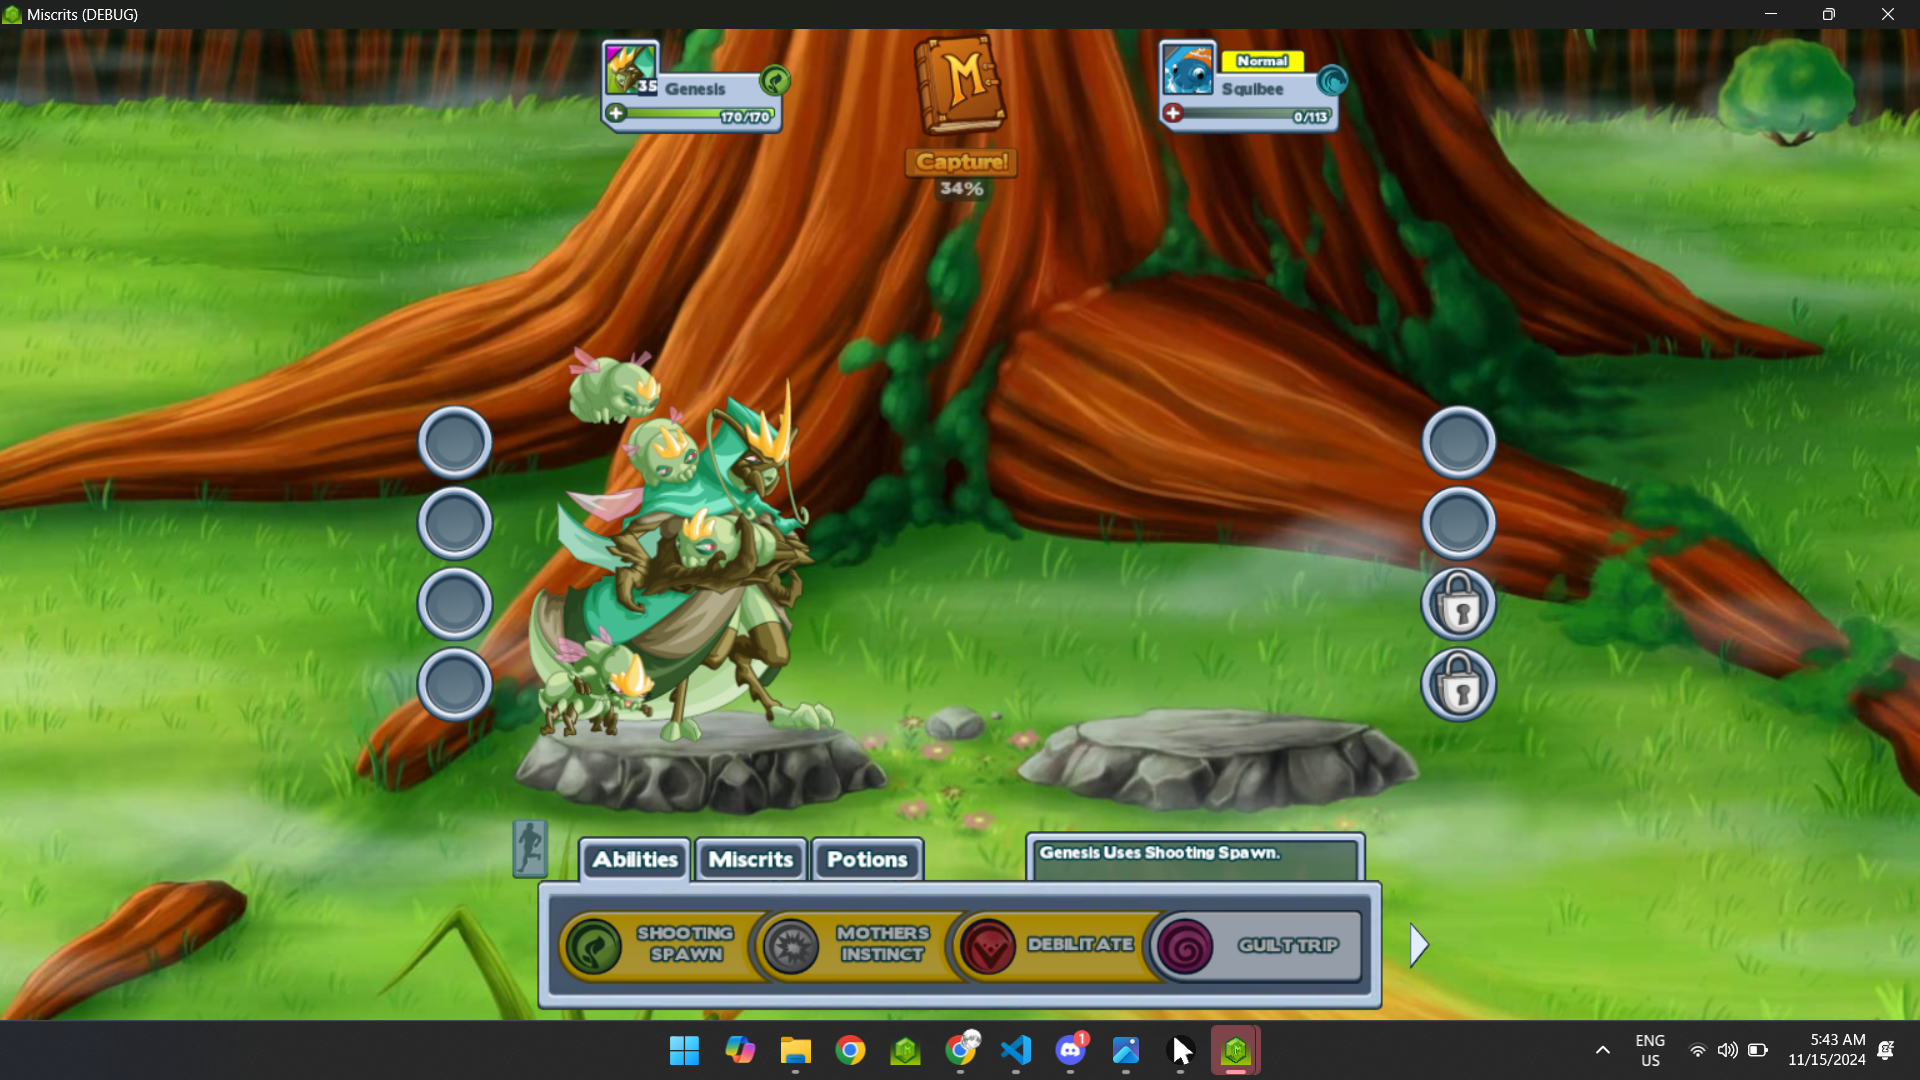 Miscrits (DEBUG)
35
Genesis
170/170
M
Capture!
34%
Normal
Squibee
0/113
Abilities
Miscrits
Potions
Genesis Uses Shooting Spawn.
SHOOTING
SPAWN
MOTHERS
INSTINCT
DEBILITATE
GUILT TRIP
1
ENG
US
5:43 AM
11/15/2024